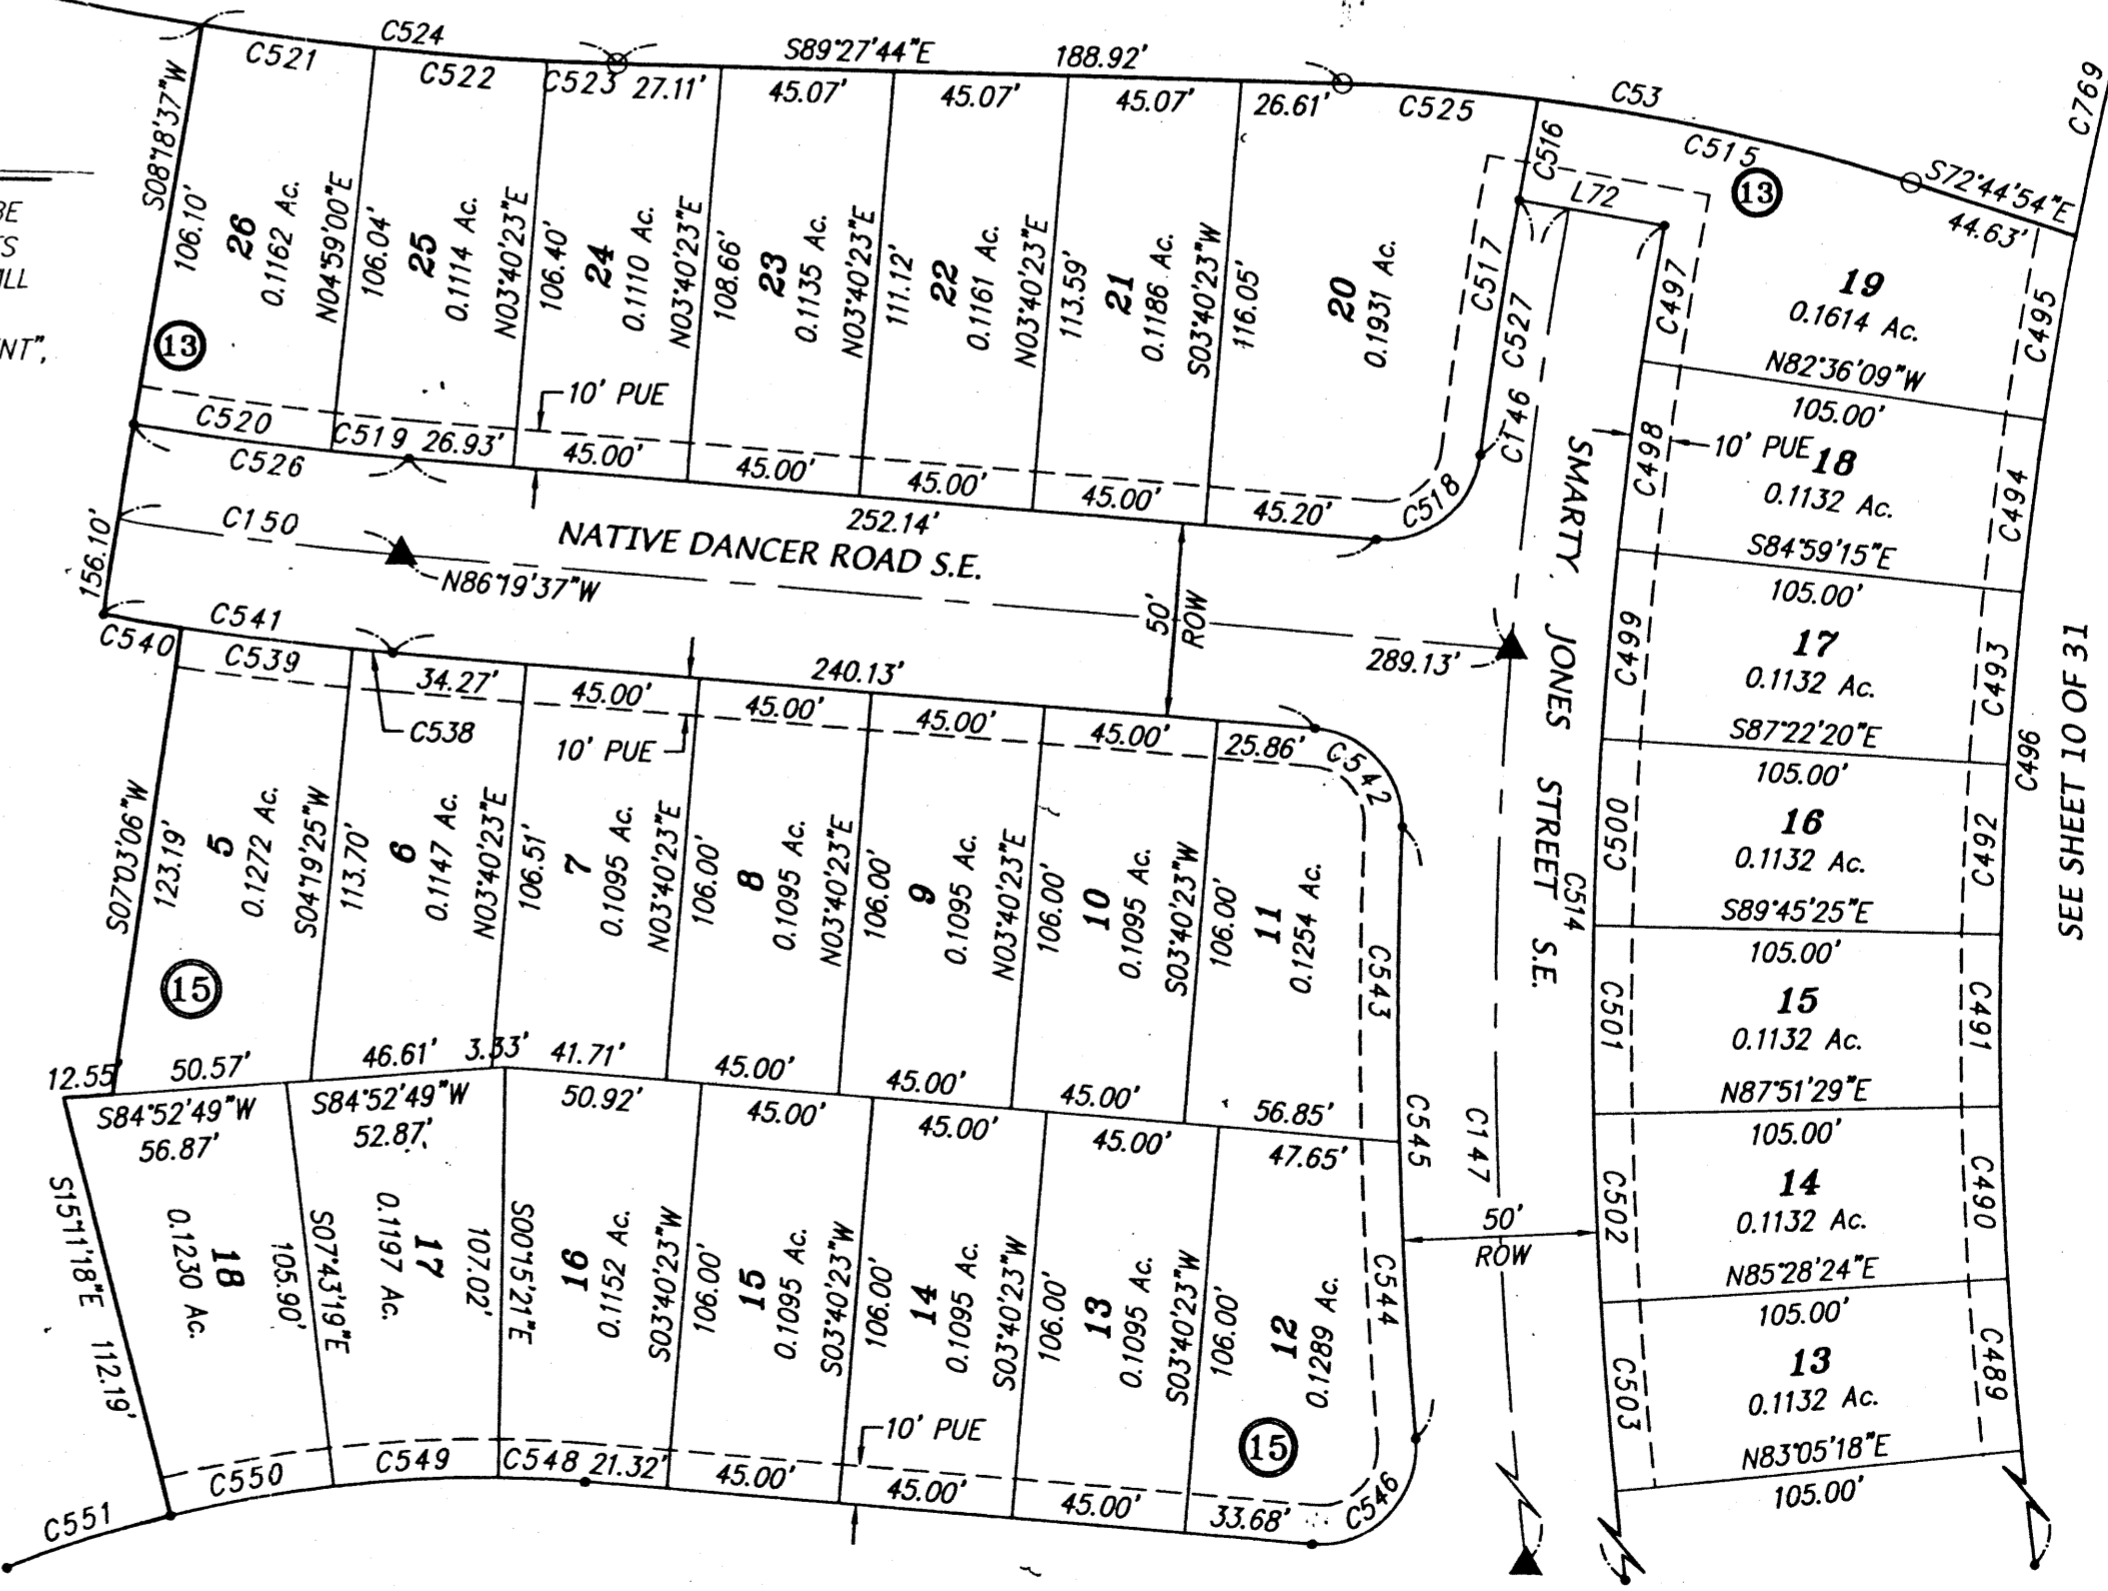 C524
S89°27'44"E
188.92'
C53
C769
C521
C522
C523
27.11'
45.07'
45.07'
45.07'
26.61'
C525
C516
C515
S72°44'54"E
44.63'
13
L72
S08°18'37"W
106.10'
26
0.1162 Ac.
N04°59'00"E
106.04'
25
0.1114 Ac.
N03°40'23"E
106.40'
24
0.1110 Ac.
N03°40'23"E
108.66'
23
0.1135 Ac.
N03°40'23"E
111.12'
22
0.1161 Ac.
N03°40'23"E
113.59'
21
0.1186 Ac.
S03°40'23"W
116.05'
20
0.1931 Ac.
C517
C527
C146
C497
19
0.1614 Ac.
C495
BE
TS
ILL
NT",
13
10' PUE
C520
C519
26.93'
45.00'
45.00'
45.00'
45.00'
45.20'
C518
C526
N82°36'09"W
105.00'
C498
10' PUE
18
0.1132 Ac.
C494
S84°59'15"E
105.00'
156.10'
C150
252.14'
NATIVE DANCER ROAD S.E.
N86°19'37"W
50'
ROW
289.13'
SMARTY JONES STREET S.E.
C499
17
0.1132 Ac.
C493
S87°22'20"E
105.00'
C496
SEE SHEET 10 OF 31
C540
C541
C539
34.27'
C538
240.13'
45.00'
45.00'
45.00'
45.00'
25.86'
C542
10' PUE
C500
16
0.1132 Ac.
C492
S89°45'25"E
105.00'
C514
S07°03'06"W
123.19'
5
0.1272 Ac.
S04°19'25"W
113.70'
6
0.1147 Ac.
N03°40'23"E
106.51'
7
0.1095 Ac.
N03°40'23"E
106.00'
8
0.1095 Ac.
N03°40'23"E
106.00'
9
0.1095 Ac.
N03°40'23"E
106.00'
10
0.1095 Ac.
S03°40'23"W
106.00'
11
0.1254 Ac.
C543
15
C501
15
0.1132 Ac.
C491
N87°51'29"E
105.00'
12.55'
50.57'
46.61'
3.33'
41.71'
45.00'
45.00'
45.00'
56.85'
S84°52'49"W
56.87'
S84°52'49"W
52.87'
50.92'
45.00'
45.00'
45.00'
47.65'
C545
C147
C502
14
0.1132 Ac.
C490
N85°28'24"E
105.00'
50'
ROW
S15°11'18"E 112.19'
18
0.1230 Ac.
105.90'
S07°43'19"E
17
0.1197 Ac.
107.02'
S00°15'21"E
16
0.1152 Ac.
S03°40'23"W
106.00'
15
0.1095 Ac.
S03°40'23"W
106.00'
14
0.1095 Ac.
S03°40'23"W
106.00'
13
0.1095 Ac.
S03°40'23"W
106.00'
12
0.1289 Ac.
C544
15
C503
13
0.1132 Ac.
C489
N83°05'18"E
105.00'
10' PUE
C551
C550
C549
C548
21.32'
45.00'
45.00'
45.00'
33.68'
C546